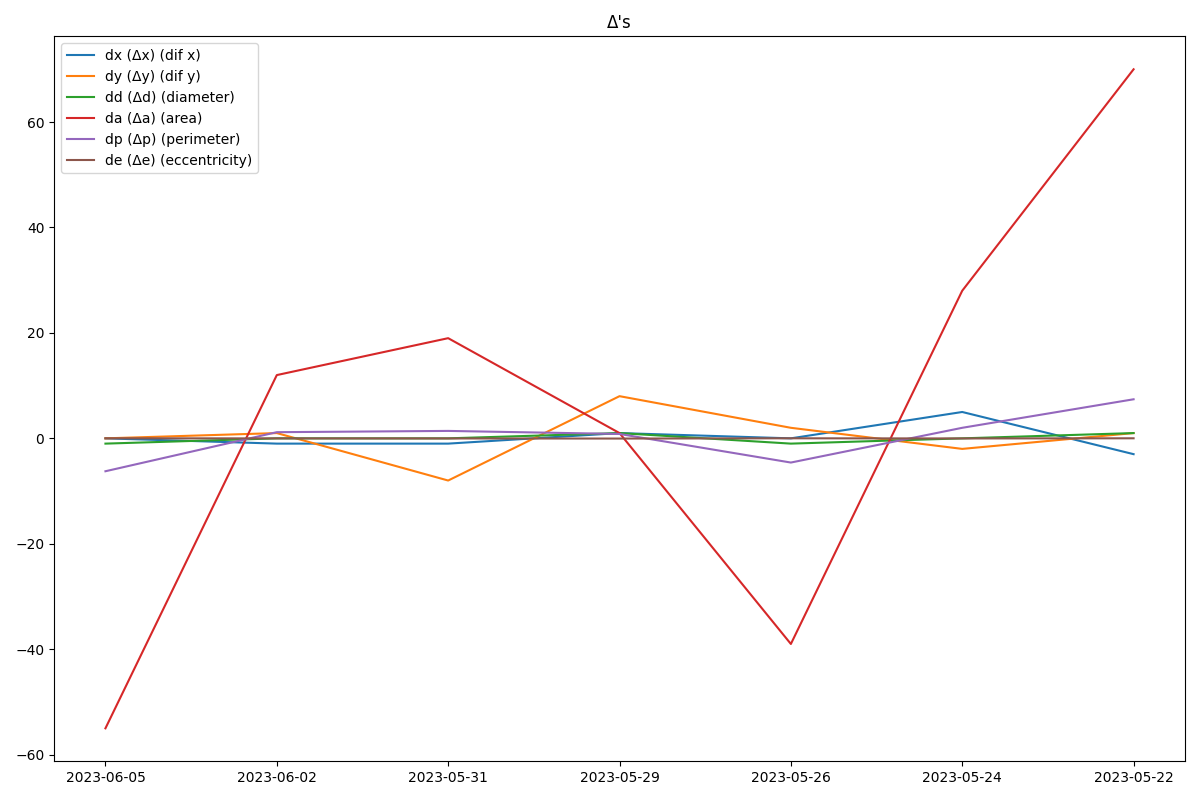 Δ's
dx (Δx) (dif x)
dy (Δy) (dif y)
dd (Δd) (diameter)
da (Δa) (area)
dp (Δp) (perimeter)
de (Δe) (eccentricity)
60
40
20
0
−20
−40
−60
2023-06-05 2023-06-02 2023-05-31 2023-05-29 2023-05-26 2023-05-24 2023-05-22